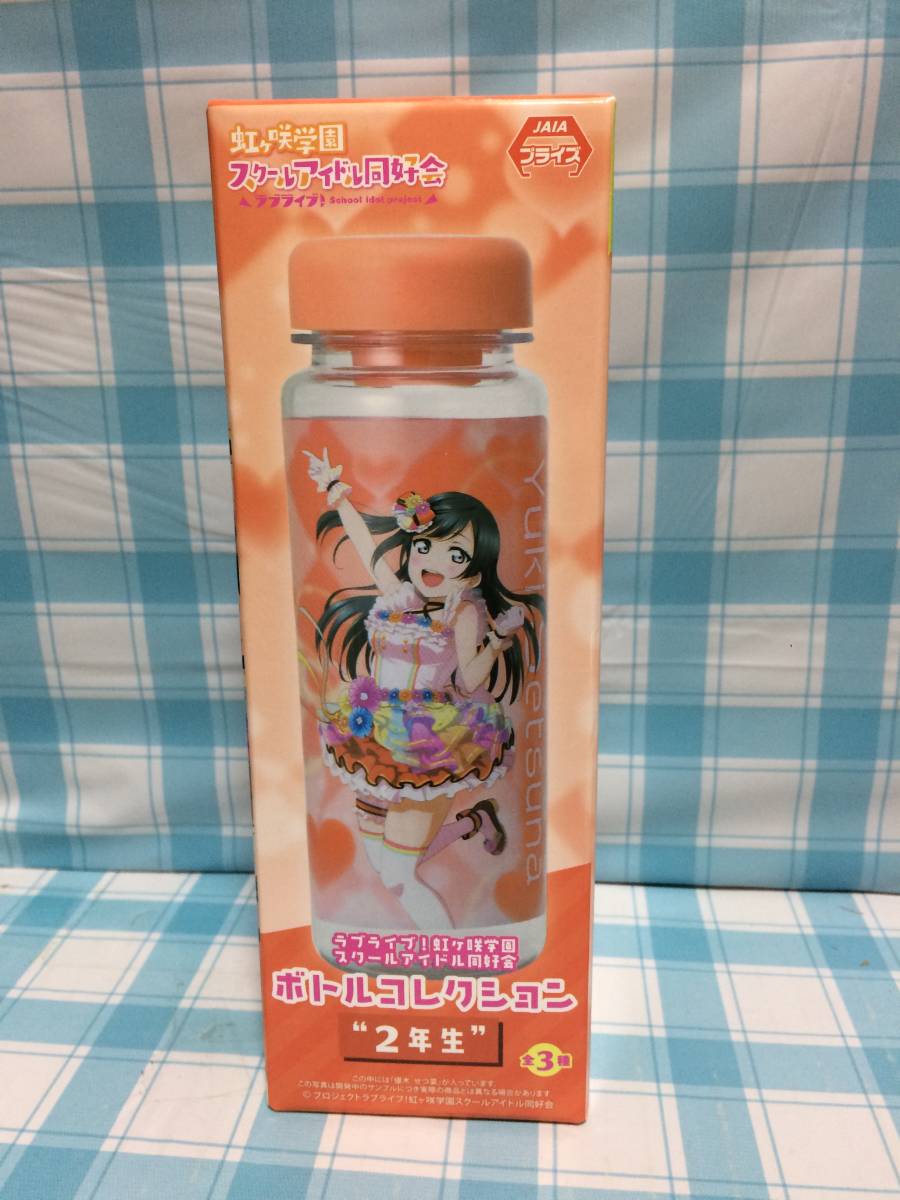 虹ヶ咲学園
スクールアイドル同好会
ラブライブ! School idol project
JAIA
プライズ
Yuki Setsuna
ラブライブ!虹ヶ咲学園
スクールアイドル同好会
ボトルコレクション
“2年生”
全3種
この中には「優木 せつ菜」が入っています。
この写真は開発中のサンプルにつき実際の商品とは異なる場合があります
© プロジェクトラブライブ!虹ヶ咲学園スクールアイドル同好会